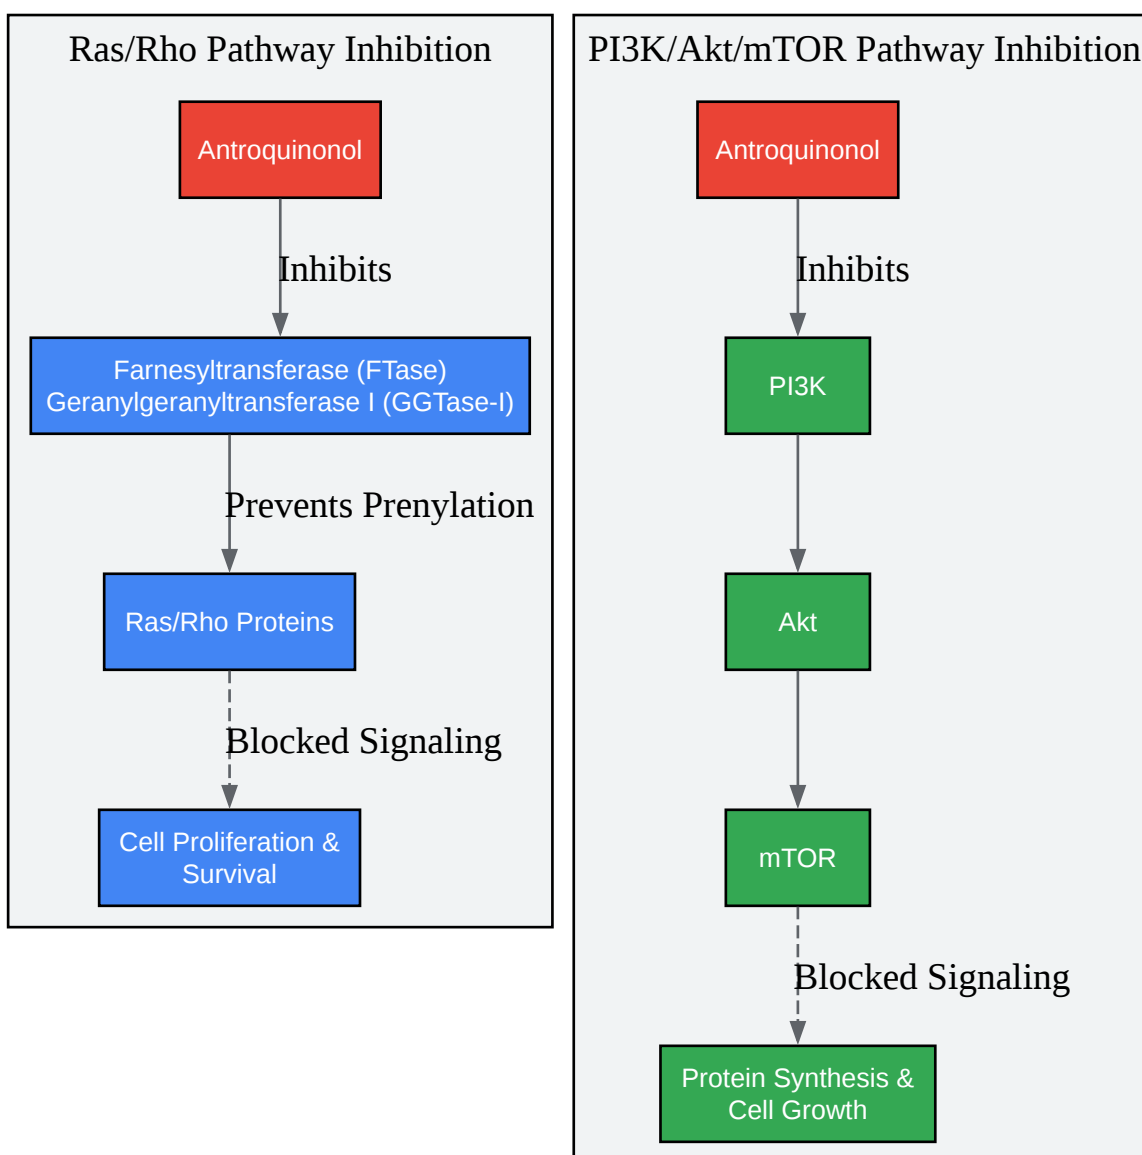 Ras/Rho Pathway Inhibition
Antroquinonol
Inhibits
Farnesyltransferase (FTase)
Geranylgeranyltransferase I (GGTase-I)
Prevents Prenylation
Ras/Rho Proteins
Blocked Signaling
Cell Proliferation &
Survival
PI3K/Akt/mTOR Pathway Inhibition
Antroquinonol
Inhibits
PI3K
Akt
mTOR
Blocked Signaling
Protein Synthesis &
Cell Growth